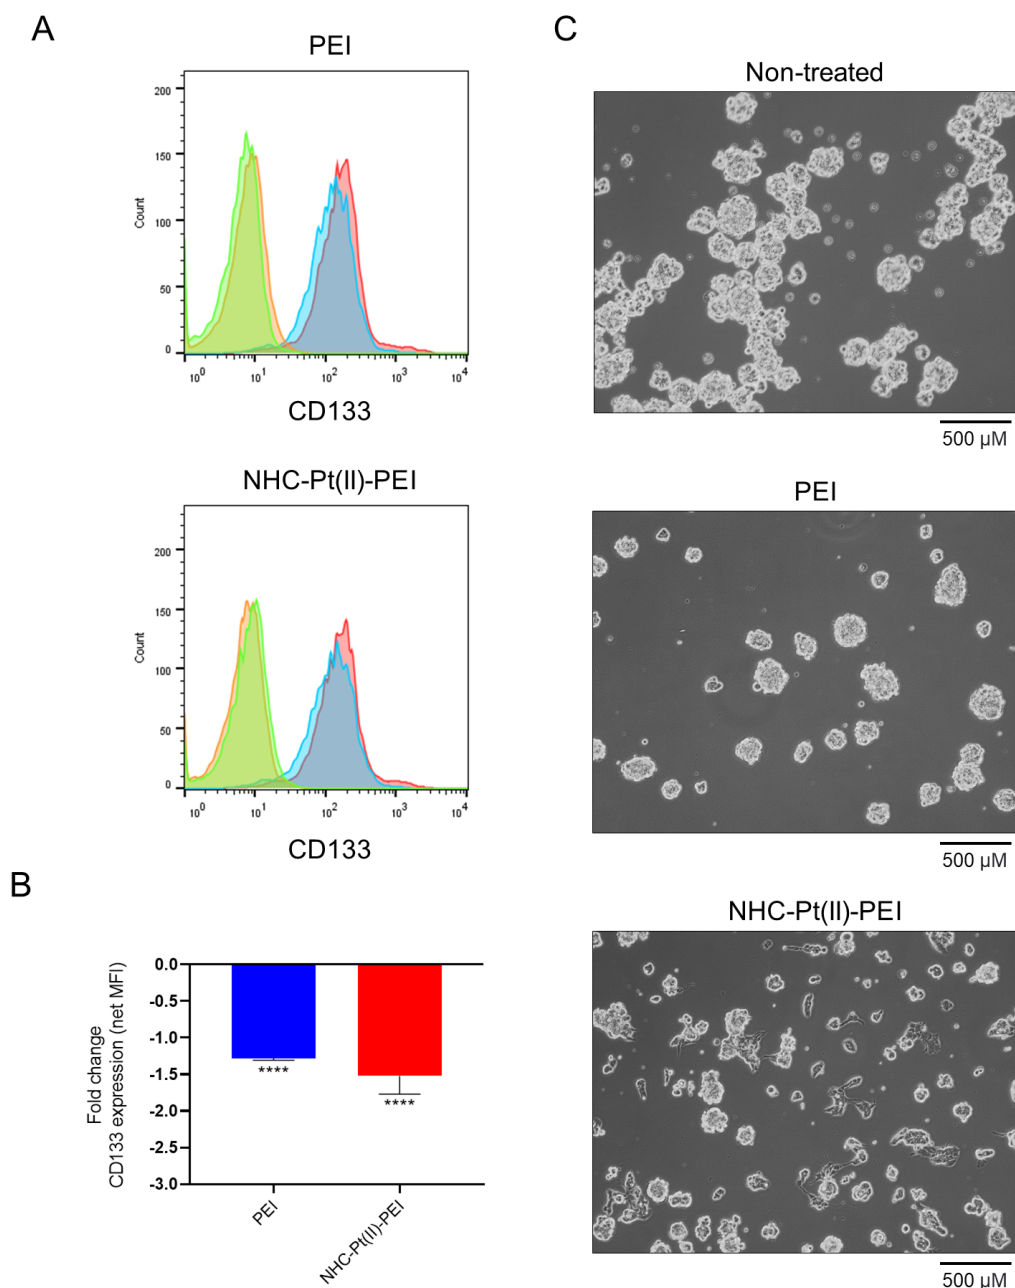 A
PEI
200
150
100
50
0
Count
10⁰ 10¹ 10² 10³ 10⁴
CD133
NHC-Pt(II)-PEI
200
150
100
50
0
Count
10⁰ 10¹ 10² 10³ 10⁴
CD133
B
0.0
-0.5
-1.0
-1.5
-2.0
-2.5
-3.0
Fold change
CD133 expression (net MFI)
****
****
PEI
NHC-Pt(II)-PEI
C
Non-treated
500 µM
PEI
500 µM
NHC-Pt(II)-PEI
500 µM